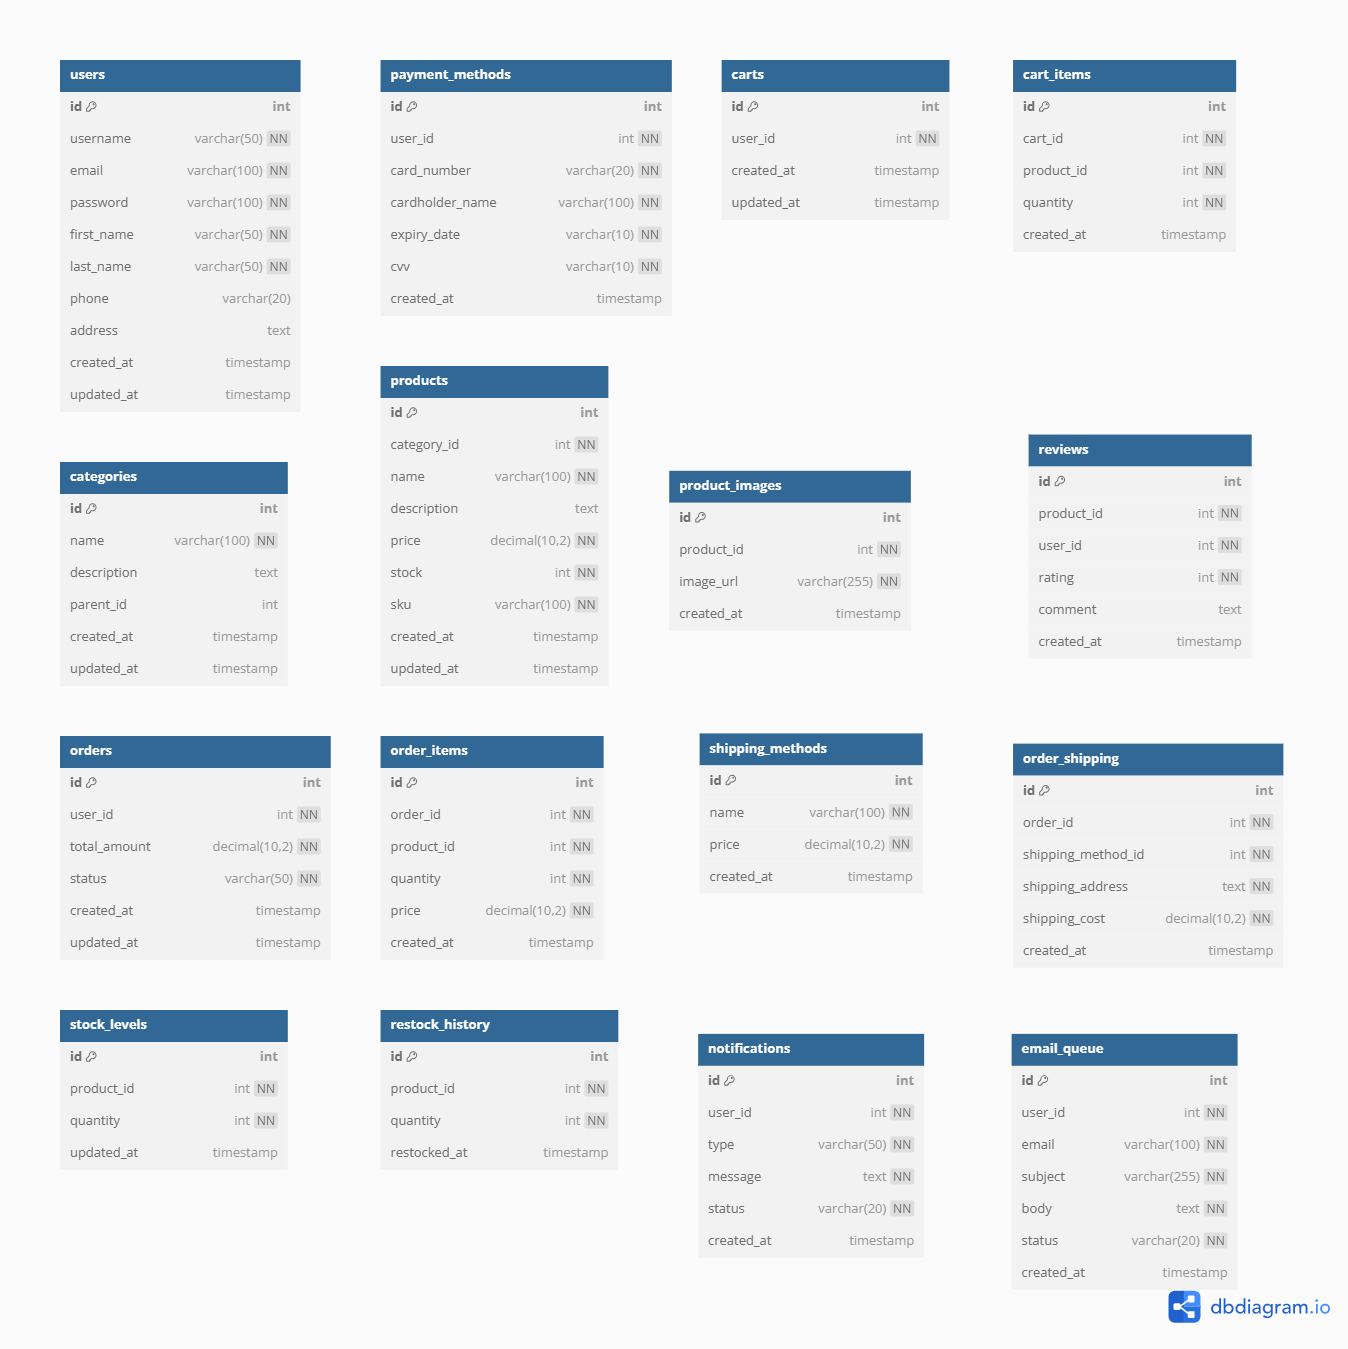 users
id int
username varchar(50) NN
email varchar(100) NN
password varchar(100) NN
first_name varchar(50) NN
last_name varchar(50) NN
phone varchar(20)
address text
created_at timestamp
updated_at timestamp
payment_methods
id int
user_id int NN
card_number varchar(20) NN
cardholder_name varchar(100) NN
expiry_date varchar(10) NN
cvv varchar(10) NN
created_at timestamp
carts
id int
user_id int NN
created_at timestamp
updated_at timestamp
cart_items
id int
cart_id int NN
product_id int NN
quantity int NN
created_at timestamp
categories
id int
name varchar(100) NN
description text
parent_id int
created_at timestamp
updated_at timestamp
products
id int
category_id int NN
name varchar(100) NN
description text
price decimal(10,2) NN
stock int NN
sku varchar(100) NN
created_at timestamp
updated_at timestamp
product_images
id int
product_id int NN
image_url varchar(255) NN
created_at timestamp
reviews
id int
product_id int NN
user_id int NN
rating int NN
comment text
created_at timestamp
orders
id int
user_id int NN
total_amount decimal(10,2) NN
status varchar(50) NN
created_at timestamp
updated_at timestamp
order_items
id int
order_id int NN
product_id int NN
quantity int NN
price decimal(10,2) NN
created_at timestamp
shipping_methods
id int
name varchar(100) NN
price decimal(10,2) NN
created_at timestamp
order_shipping
id int
order_id int NN
shipping_method_id int NN
shipping_address text NN
shipping_cost decimal(10,2) NN
created_at timestamp
stock_levels
id int
product_id int NN
quantity int NN
updated_at timestamp
restock_history
id int
product_id int NN
quantity int NN
restocked_at timestamp
notifications
id int
user_id int NN
type varchar(50) NN
message text NN
status varchar(20) NN
created_at timestamp
email_queue
id int
user_id int NN
email varchar(100) NN
subject varchar(255) NN
body text NN
status varchar(20) NN
created_at timestamp
dbdiagram.io